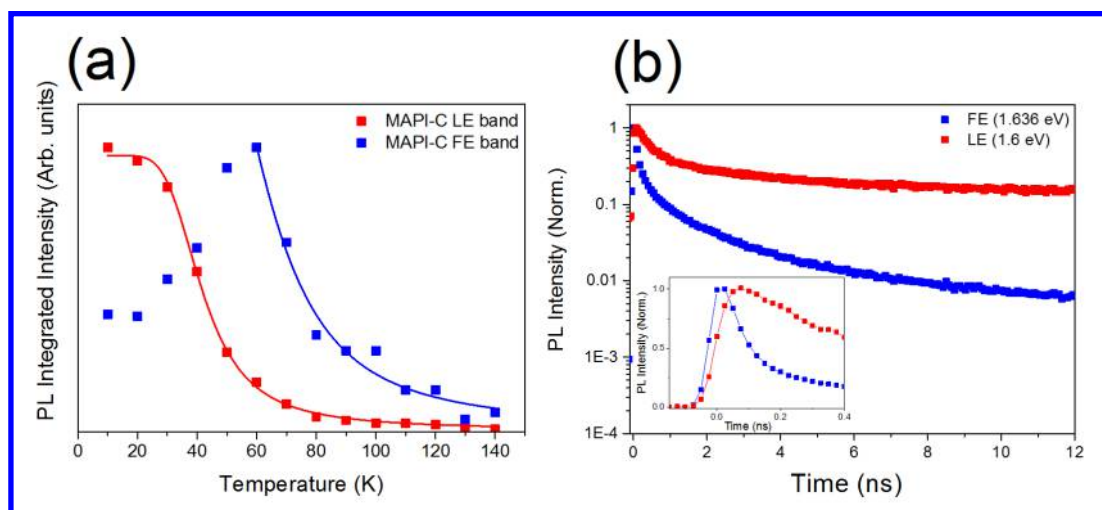 (a)
PL Integrated Intensity (Arb. units)
MAPI-C LE band
MAPI-C FE band
0 20 40 60 80 100 120 140
Temperature (K)
(b)
PL Intensity (Norm.)
1
0.1
0.01
1E-3
1E-4
FE (1.636 eV)
LE (1.6 eV)
PL Intensity (Norm.)
1.0
0.5
0.0
0.0 0.2 0.4
Time (ns)
0 2 4 6 8 10 12
Time (ns)